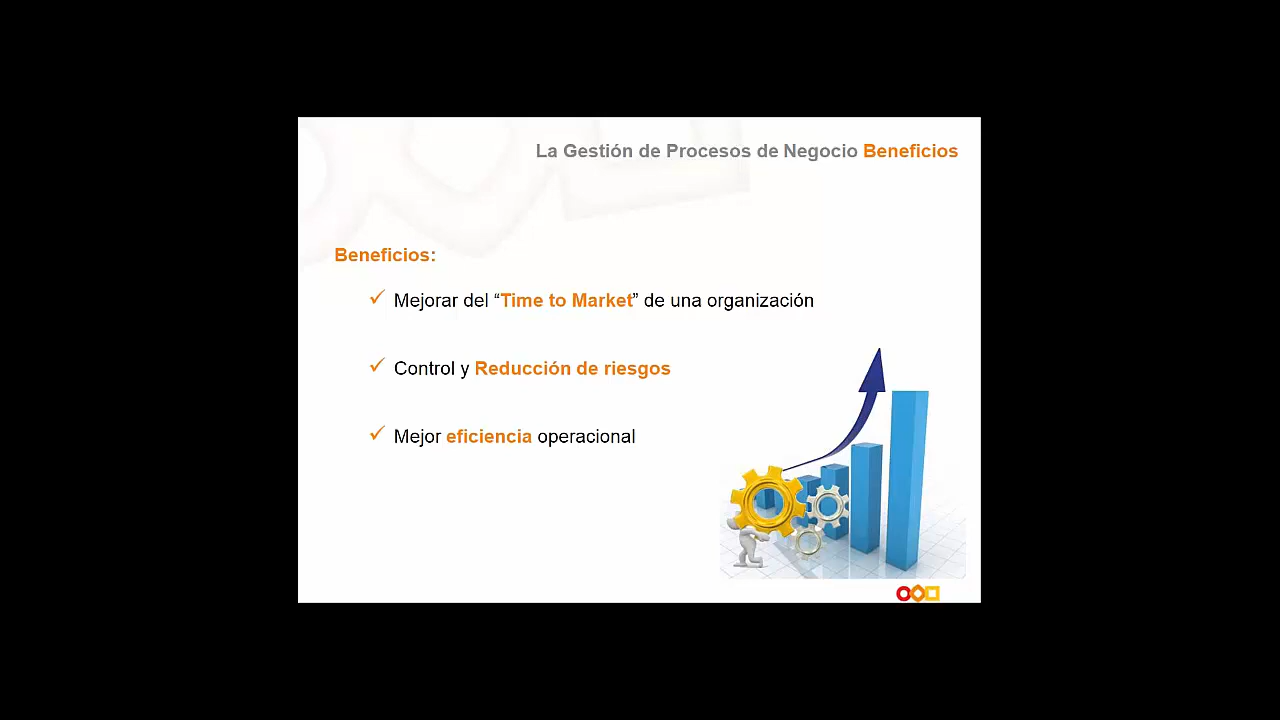 La Gestión de Procesos de Negocio Beneficios
Beneficios:
Mejorar del “Time to Market” de una organización
Control y Reducción de riesgos
Mejor eficiencia operacional